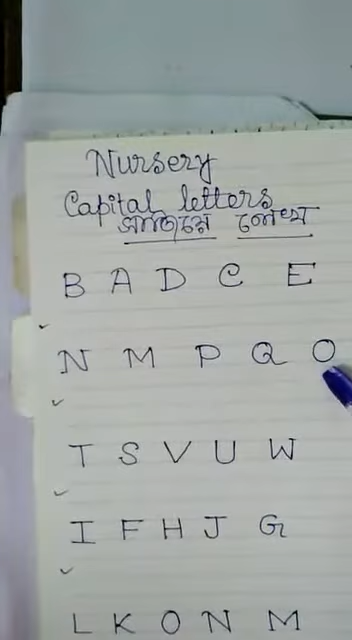 Nursery
Capital letters
সাজিয়ে লেখো
B A D C E
N M P Q O
T S V U W
I F H J G
L K O N M